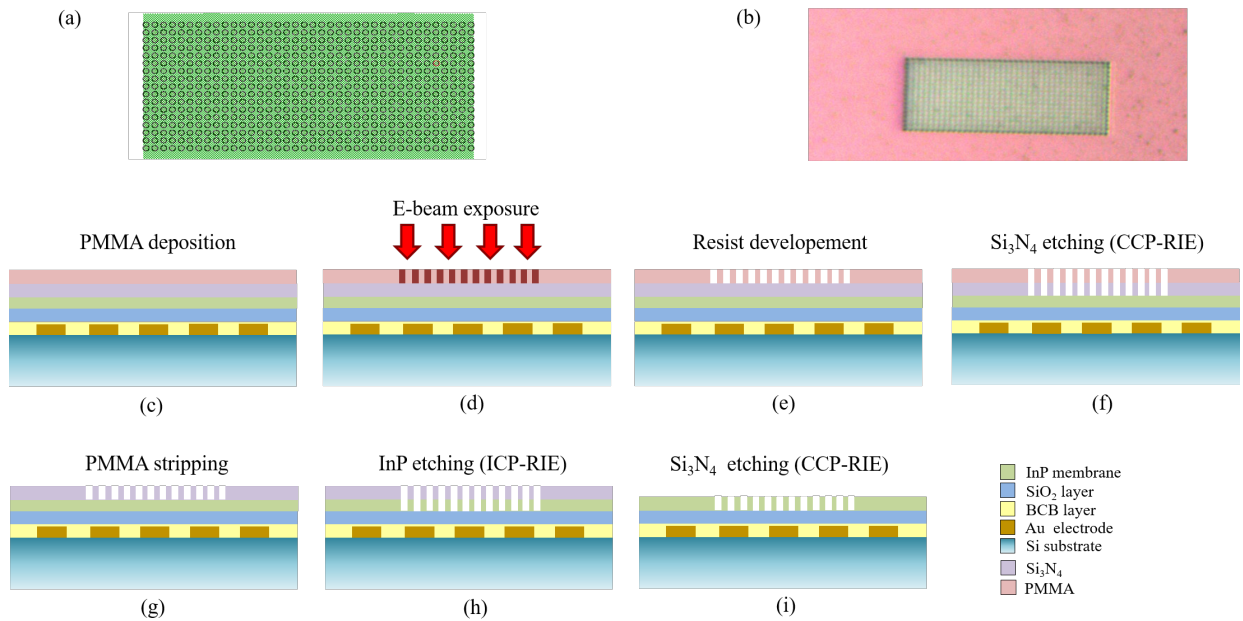 (a)
(b)
E-beam exposure
PMMA deposition
Resist developement
Si₃N₄ etching (CCP-RIE)
(c)
(d)
(e)
(f)
PMMA stripping
InP etching (ICP-RIE)
Si₃N₄ etching (CCP-RIE)
InP membrane
SiO₂ layer
BCB layer
Au electrode
Si substrate
Si₃N₄
PMMA
(g)
(h)
(i)